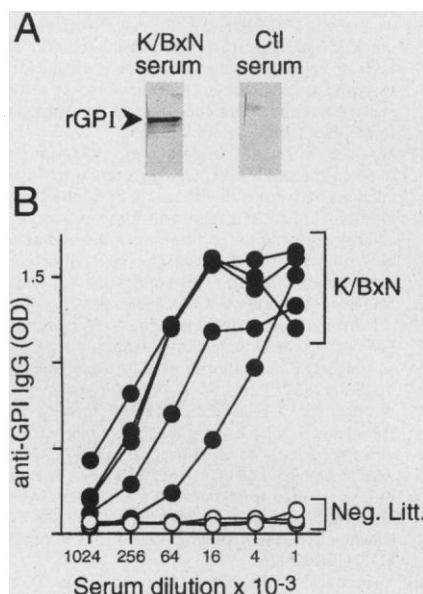 A
K/BxN serum
Ctl serum
rGPI
B
1.5
anti-GPI IgG (OD)
K/BxN
Neg. Litt.
1024 256 64 16 4 1
Serum dilution x 10-3